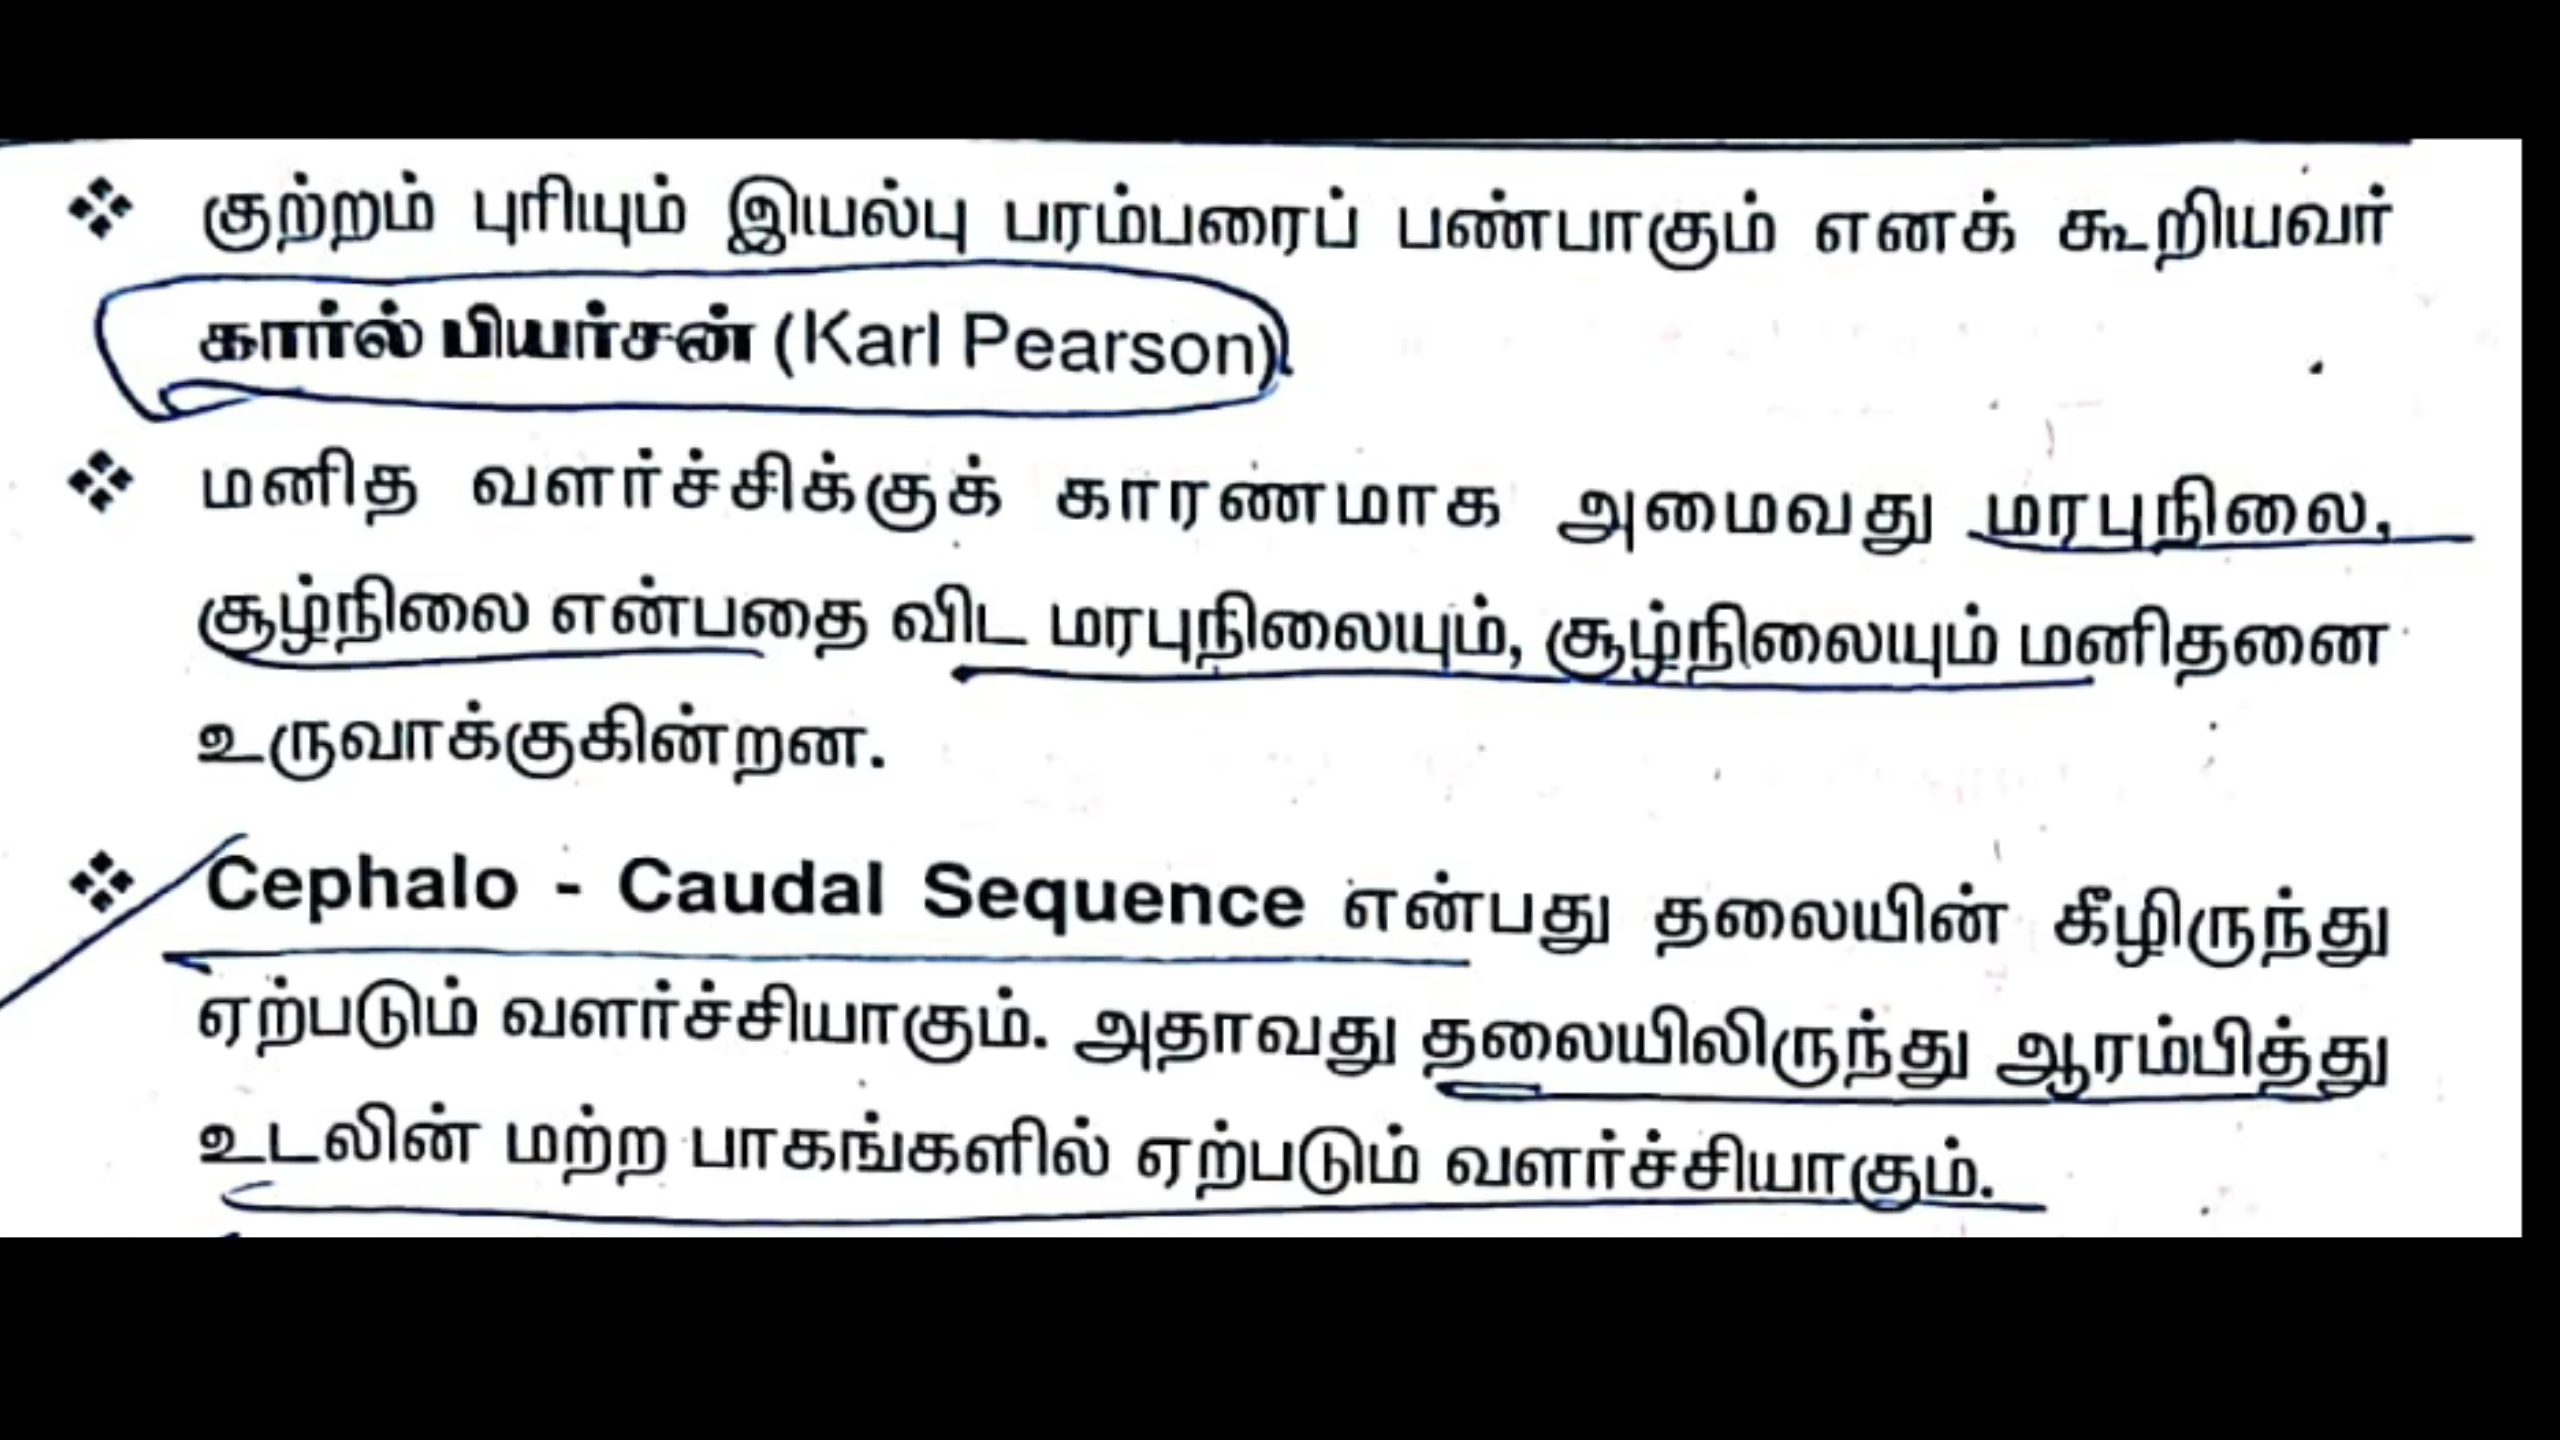 ❖ குற்றம் புரியும் இயல்பு பரம்பரைப் பண்பாகும் எனக் கூறியவர்
கார்ல் பியர்சன் (Karl Pearson).
❖ மனித வளர்ச்சிக்குக் காரணமாக அமைவது மரபுநிலை,
சூழ்நிலை என்பதை விட மரபுநிலையும், சூழ்நிலையும் மனிதனை
உருவாக்குகின்றன.
❖ Cephalo - Caudal Sequence என்பது தலையின் கீழிருந்து
ஏற்படும் வளர்ச்சியாகும். அதாவது தலையிலிருந்து ஆரம்பித்து
உடலின் மற்ற பாகங்களில் ஏற்படும் வளர்ச்சியாகும்.